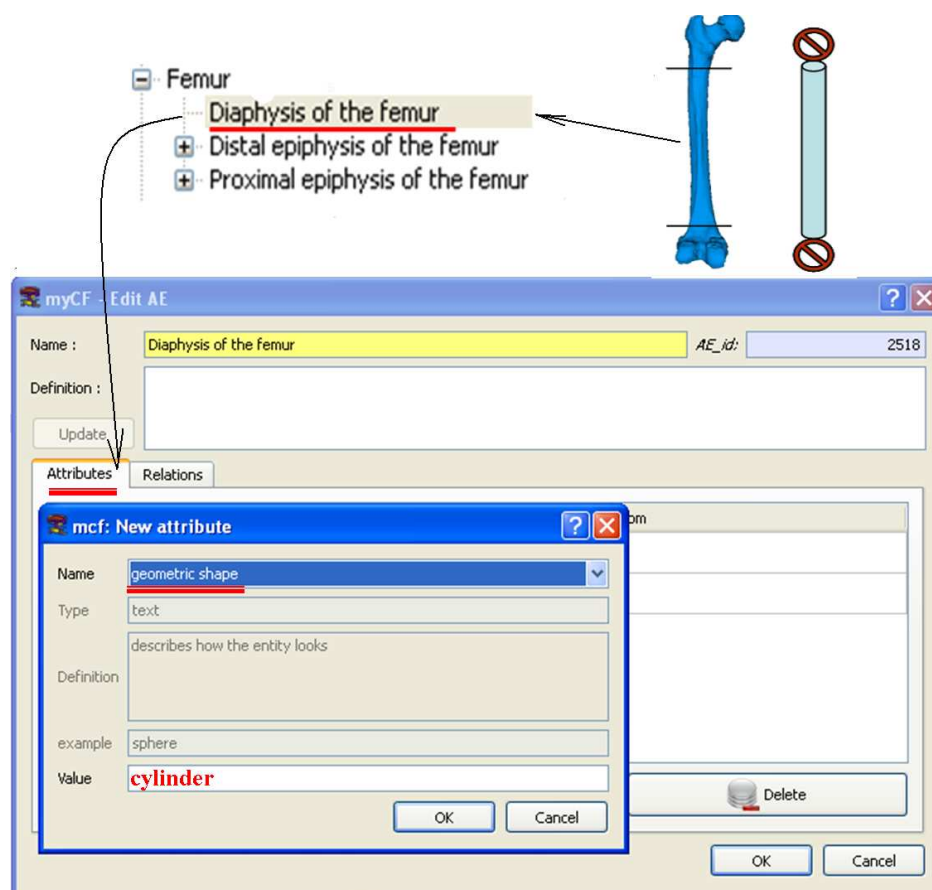 Femur
Diaphysis of the femur
Distal epiphysis of the femur
Proximal epiphysis of the femur
myCF - Edit AE
Name : Diaphysis of the femur AE_id: 2518
Definition :
Update
Attributes Relations
mcf: New attribute
Name geometric shape
Type text
Definition describes how the entity looks
example sphere
Value cylinder
OK Cancel
Delete
OK Cancel